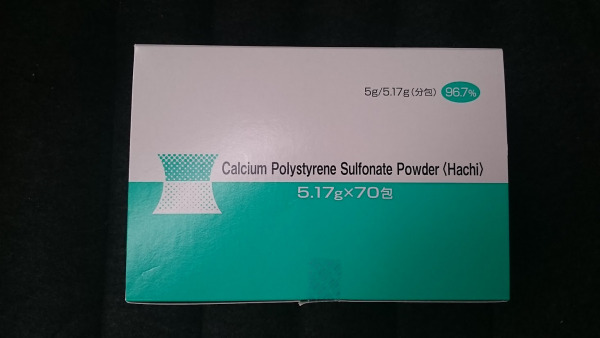 5g/5.17g(分包) 96.7%
Calcium Polystyrene Sulfonate Powder〈Hachi〉
5.17g×70包